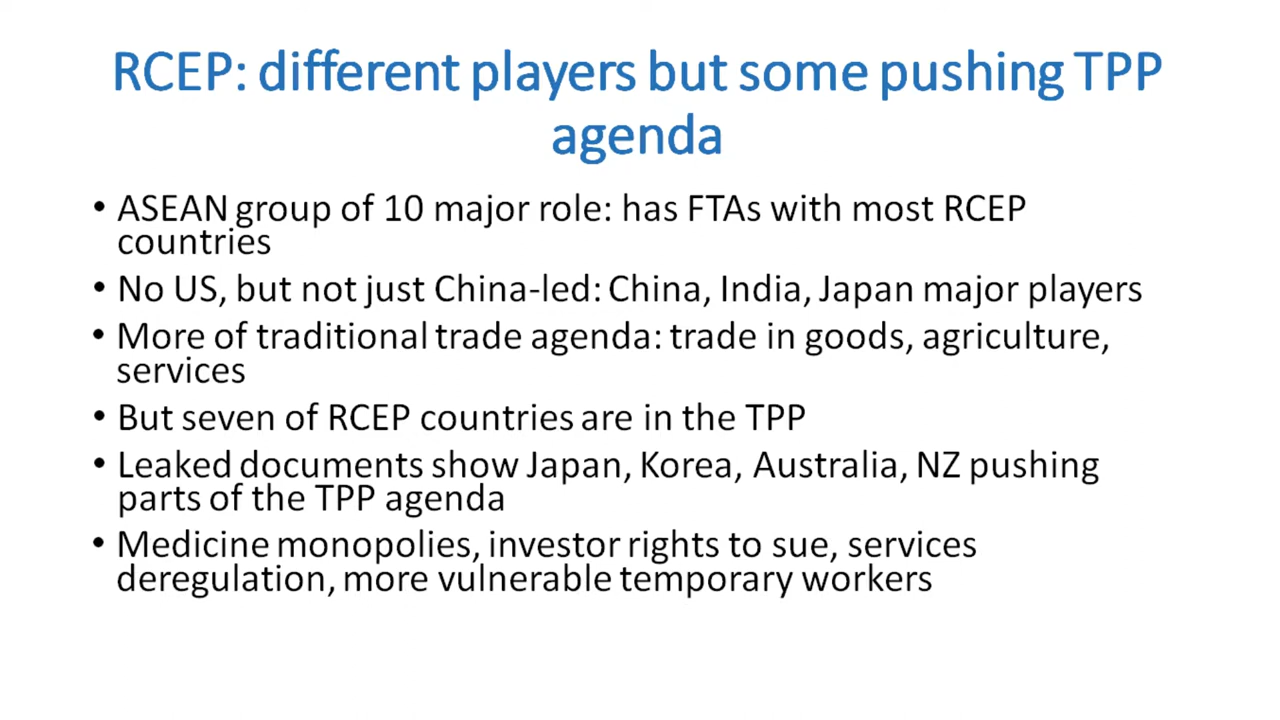 RCEP: different players but some pushing TPP
agenda
• ASEAN group of 10 major role: has FTAs with most RCEP
countries
• No US, but not just China-led: China, India, Japan major players
• More of traditional trade agenda: trade in goods, agriculture,
services
• But seven of RCEP countries are in the TPP
• Leaked documents show Japan, Korea, Australia, NZ pushing
parts of the TPP agenda
• Medicine monopolies, investor rights to sue, services
deregulation, more vulnerable temporary workers